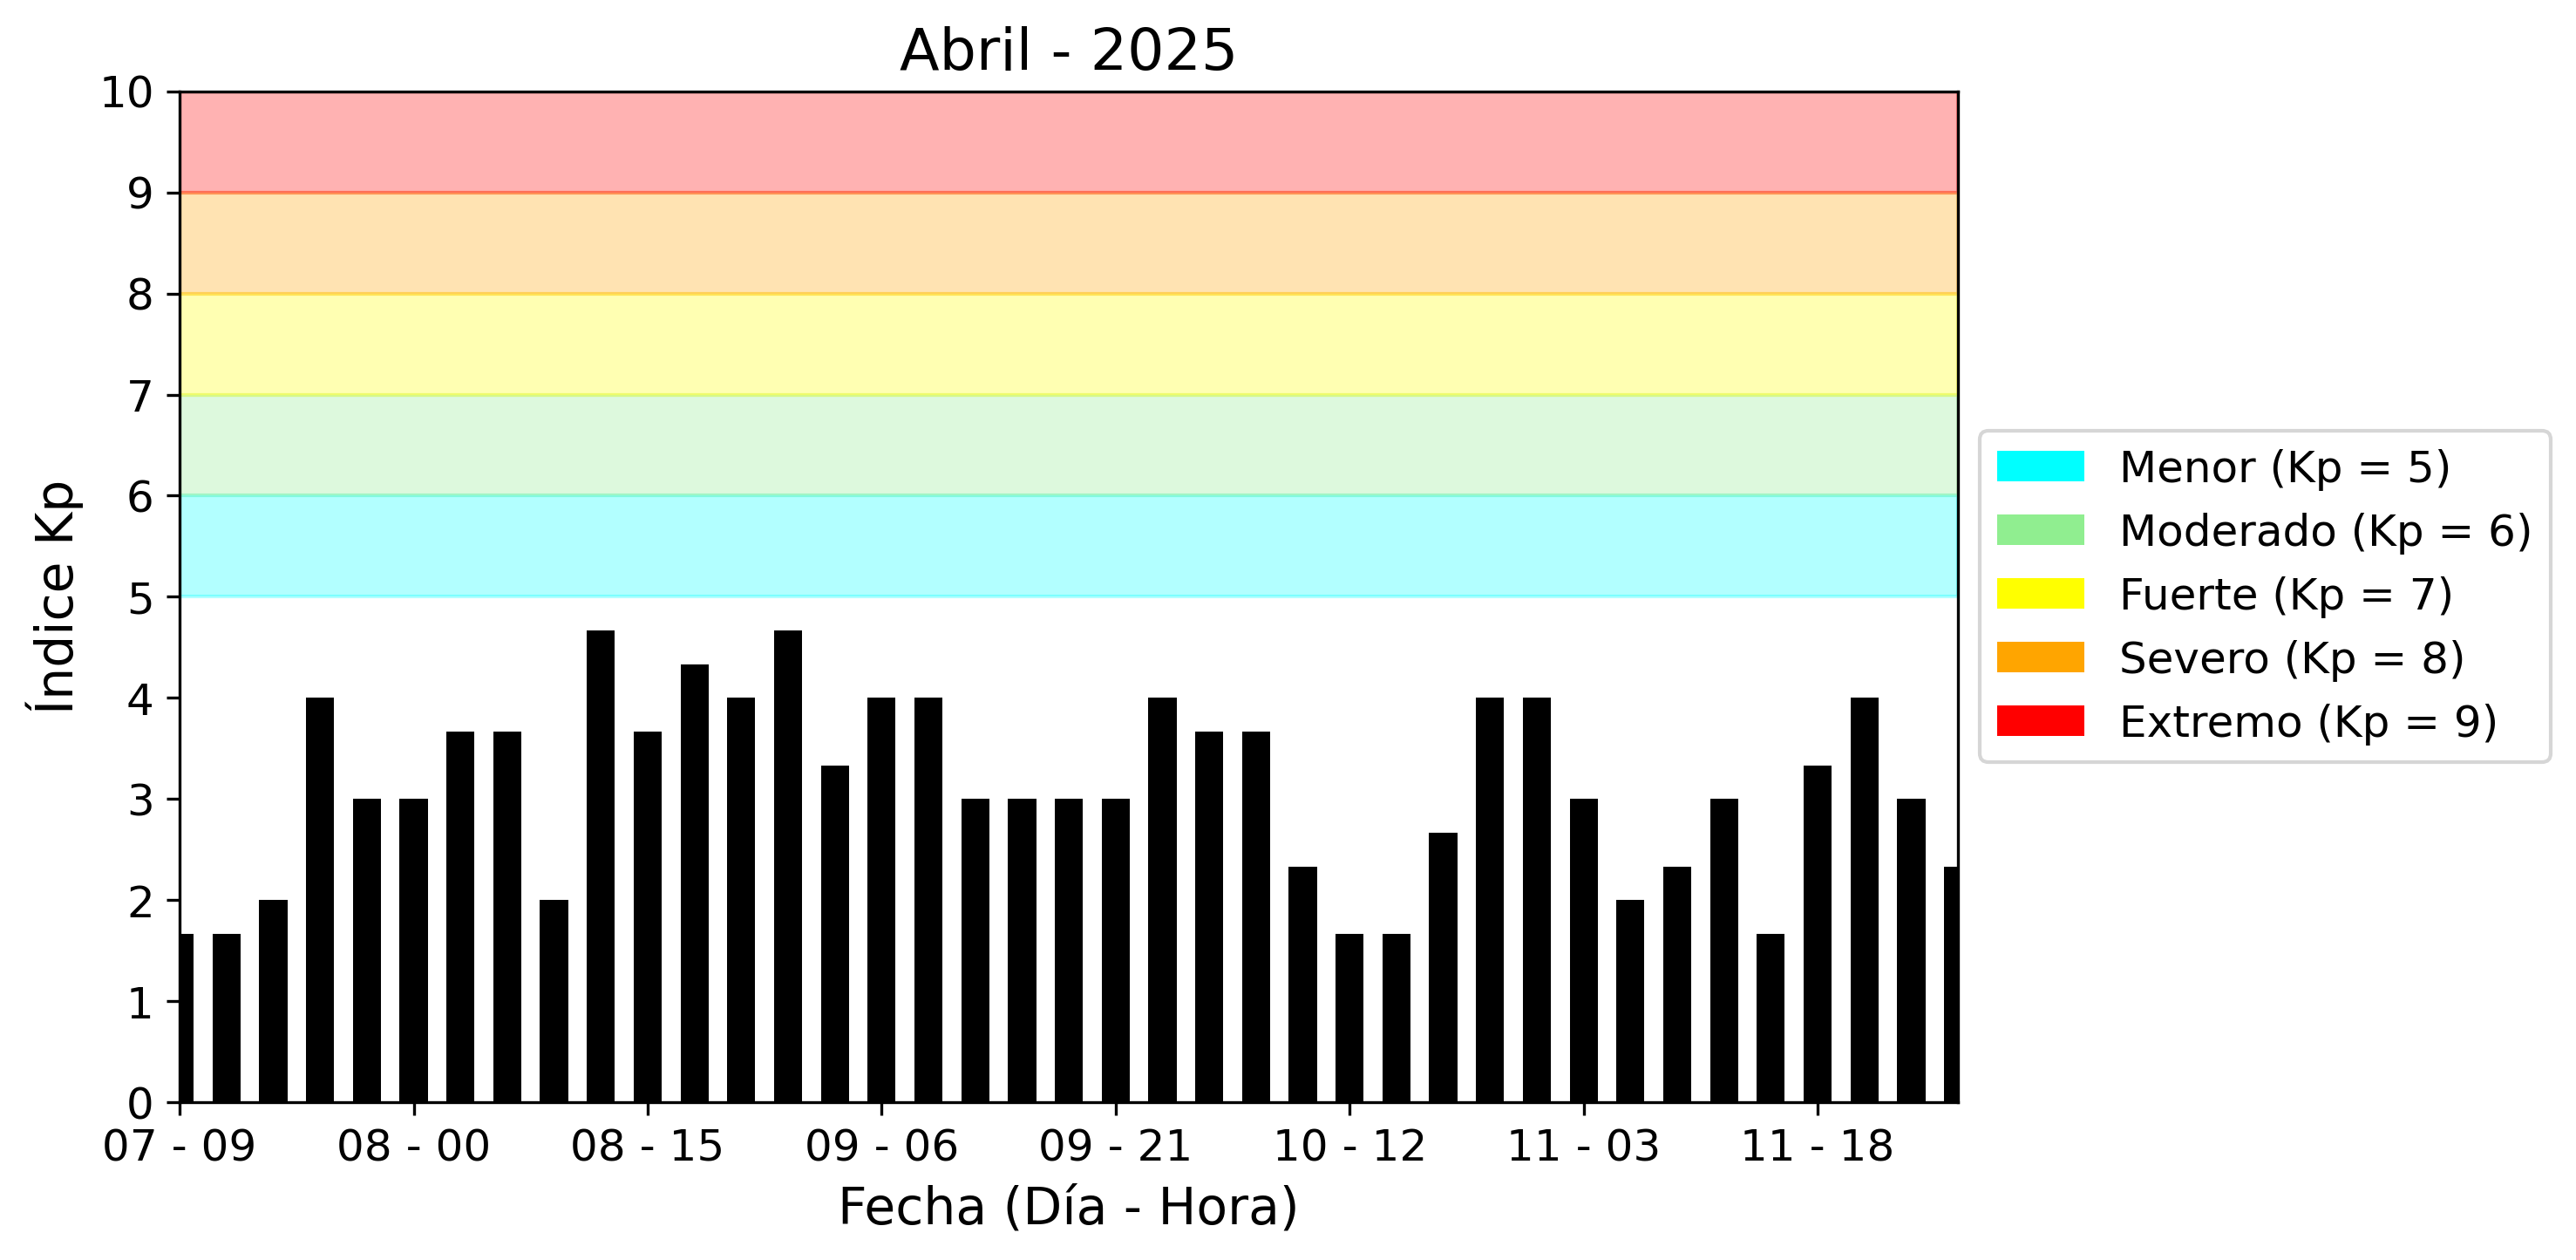 Abril - 2025
10
9
8
7
6
5
4
3
2
1
0
Índice Kp
07 - 09
08 - 00
08 - 15
09 - 06
09 - 21
10 - 12
11 - 03
11 - 18
Fecha (Día - Hora)
Menor (Kp = 5)
Moderado (Kp = 6)
Fuerte (Kp = 7)
Severo (Kp = 8)
Extremo (Kp = 9)